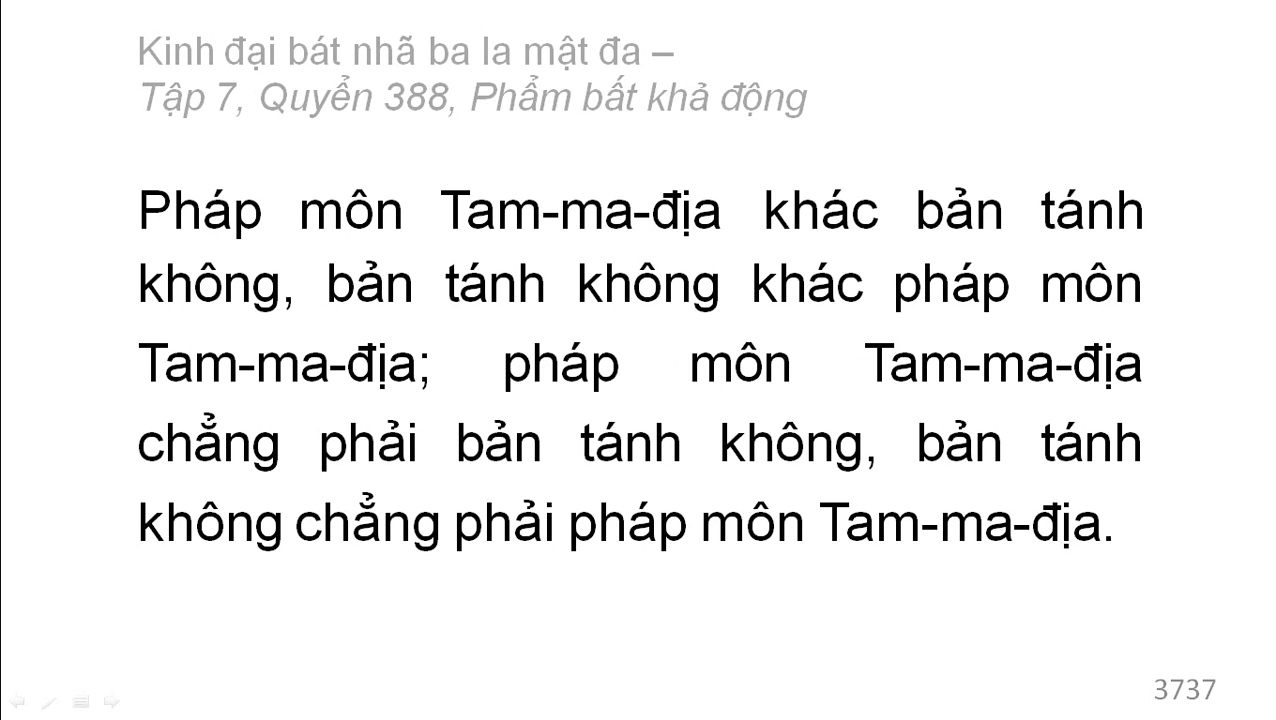 Kinh đại bát nhã ba la mật đa –
Tập 7, Quyển 388, Phẩm bất khả động
Pháp môn Tam-ma-địa khác bản tánh
không, bản tánh không khác pháp môn
Tam-ma-địa; pháp môn Tam-ma-địa
chẳng phải bản tánh không, bản tánh
không chẳng phải pháp môn Tam-ma-địa.
3737